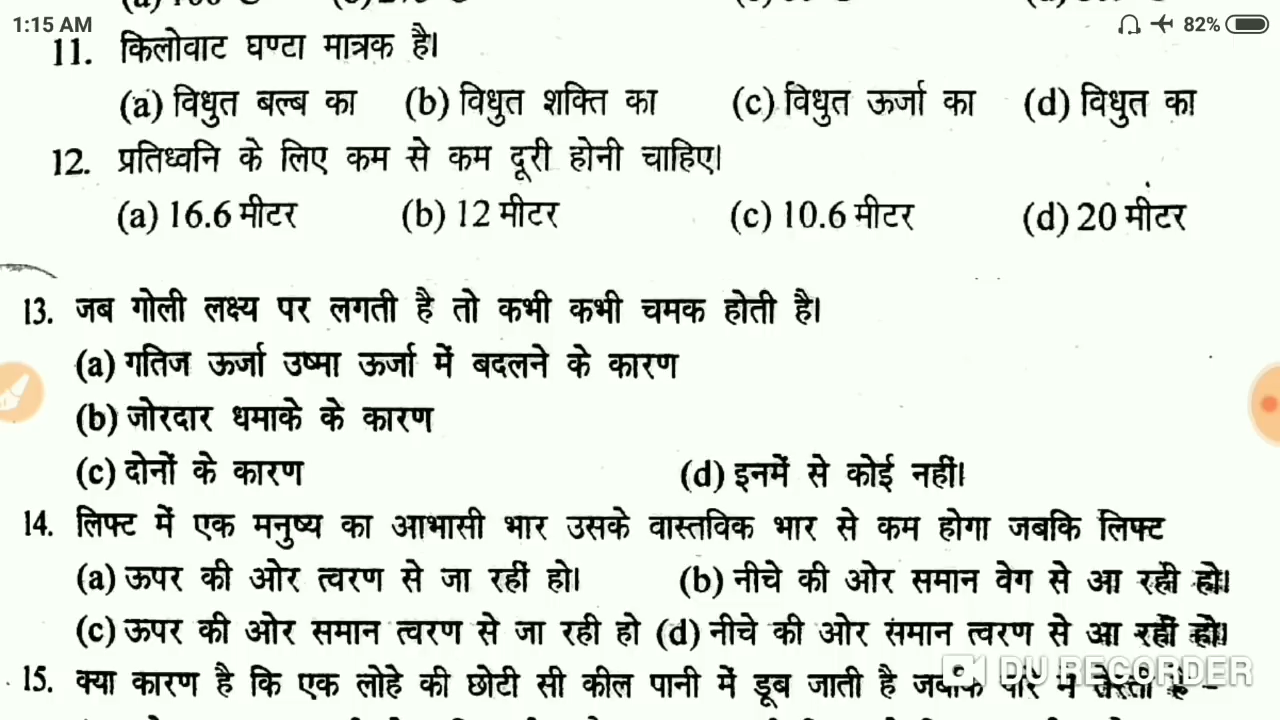 1:15 AM 82%
11. किलोवाट घण्टा मात्रक है।
(a) विधुत बल्ब का (b) विधुत शक्ति का (c) विधुत ऊर्जा का (d) विधुत का
12. प्रतिध्वनि के लिए कम से कम दूरी होनी चाहिए।
(a) 16.6 मीटर (b) 12 मीटर (c) 10.6 मीटर (d) 20 मीटर
13. जब गोली लक्ष्य पर लगती है तो कभी कभी चमक होती है।
(a) गतिज ऊर्जा उष्मा ऊर्जा में बदलने के कारण
(b) जोरदार धमाके के कारण
(c) दोनों के कारण (d) इनमें से कोई नहीं।
14. लिफ्ट में एक मनुष्य का आभासी भार उसके वास्तविक भार से कम होगा जबकि लिफ्ट
(a) ऊपर की ओर त्वरण से जा रहीं हो। (b) नीचे की ओर समान वेग से आ रही हो।
(c) ऊपर की ओर समान त्वरण से जा रही हो (d) नीचे की ओर समान त्वरण से आ रहीं हो।
15. क्या कारण है कि एक लोहे की छोटी सी कील पानी में डूब जाती है
DU RECORDER